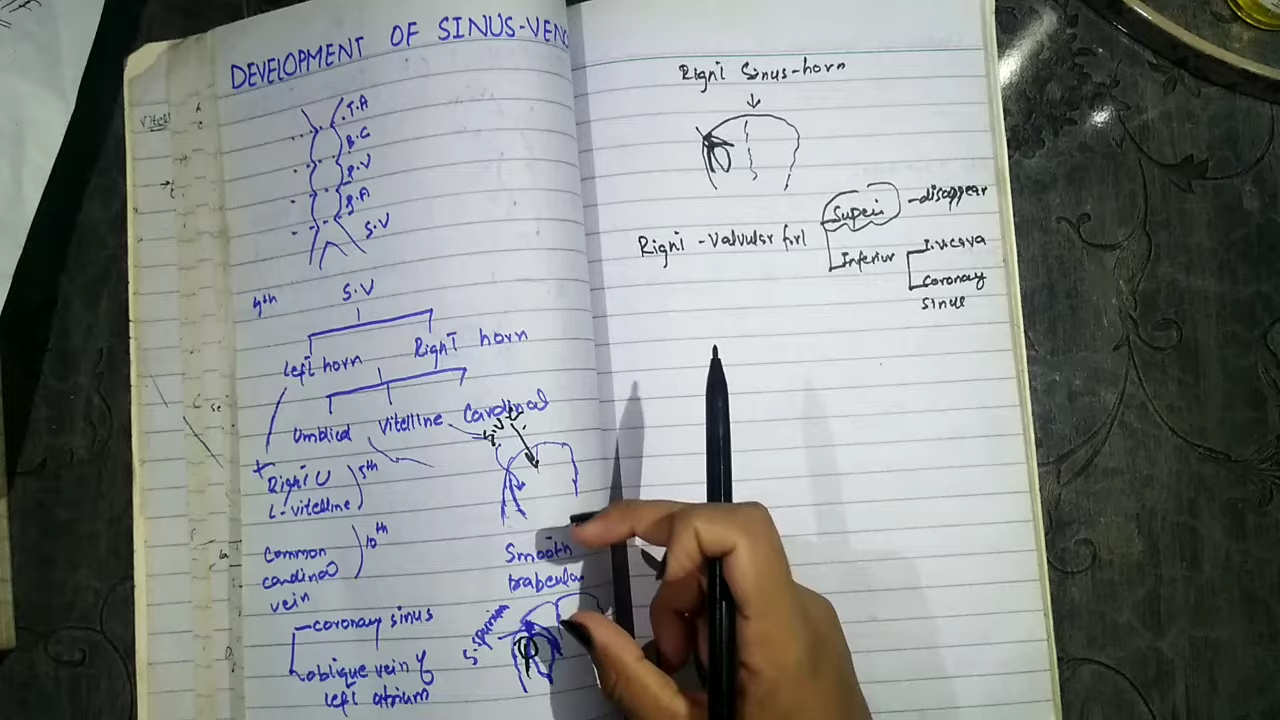 DEVELOPMENT OF SINUS-VENO
T.A
B.C
S.V
4th
S.V
Left horn
Right horn
Umblical
Vitelline
Cardinal
Right U
L-vitelline
5th
Common
cardinal
vein
10th
coronary sinus
oblique vein of
left atrium
Smooth
trabecular
Right Sinus-horn
Right - Valvular
Superi
- disappear
Inferior
I.v.cava
coronary
sinus
Vitell